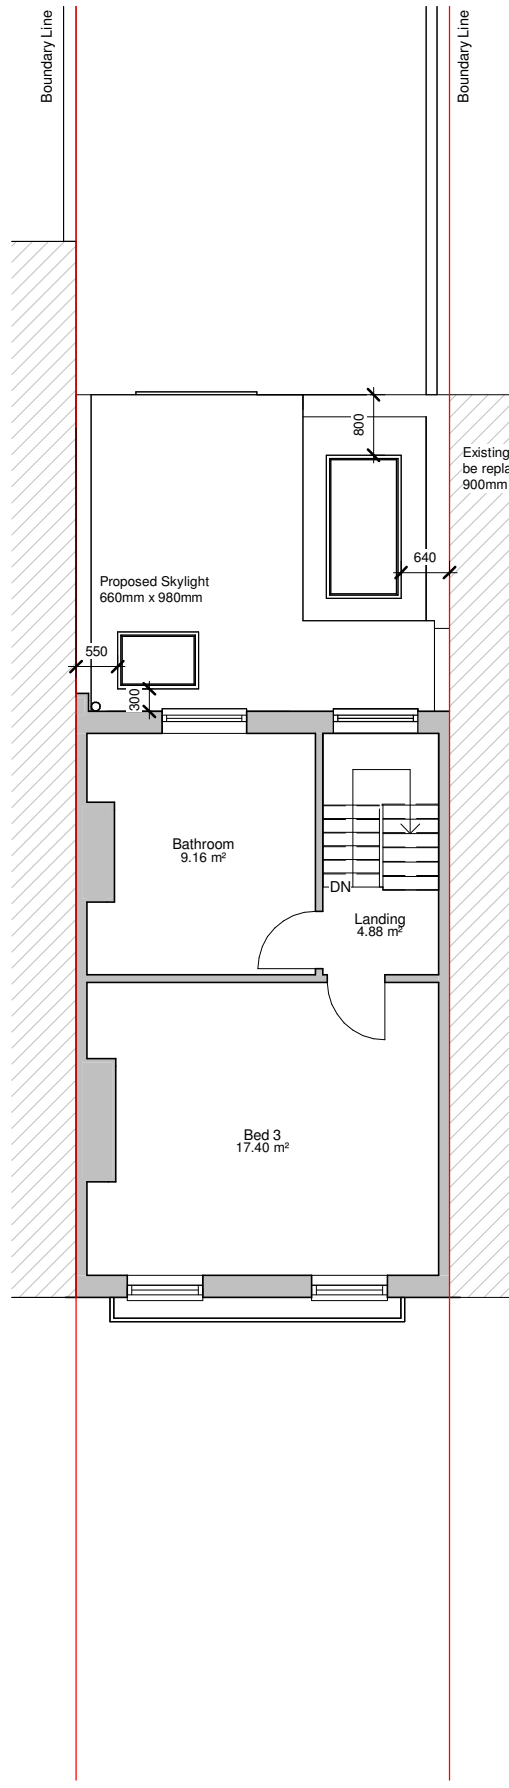 Boundary Line
Boundary Line
800
Existing
be repla
900mm
640
Proposed Skylight
660mm x 980mm
550
300
Bathroom
9.16 m²
DN
Landing
4.88 m²
Bed 3
17.40 m²